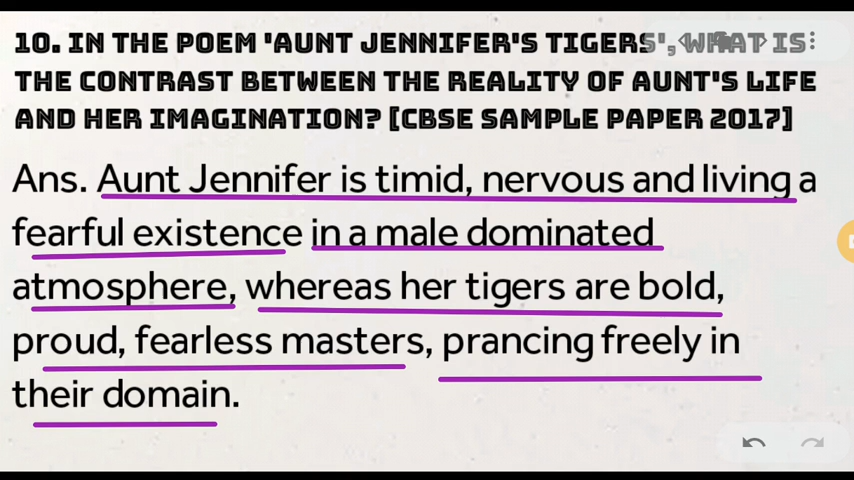 10. IN THE POEM 'AUNT JENNIFER'S TIGERS', WHAT IS
THE CONTRAST BETWEEN THE REALITY OF AUNT'S LIFE
AND HER IMAGINATION? [CBSE SAMPLE PAPER 2017]
Ans. Aunt Jennifer is timid, nervous and living a
fearful existence in a male dominated
atmosphere, whereas her tigers are bold,
proud, fearless masters, prancing freely in
their domain.